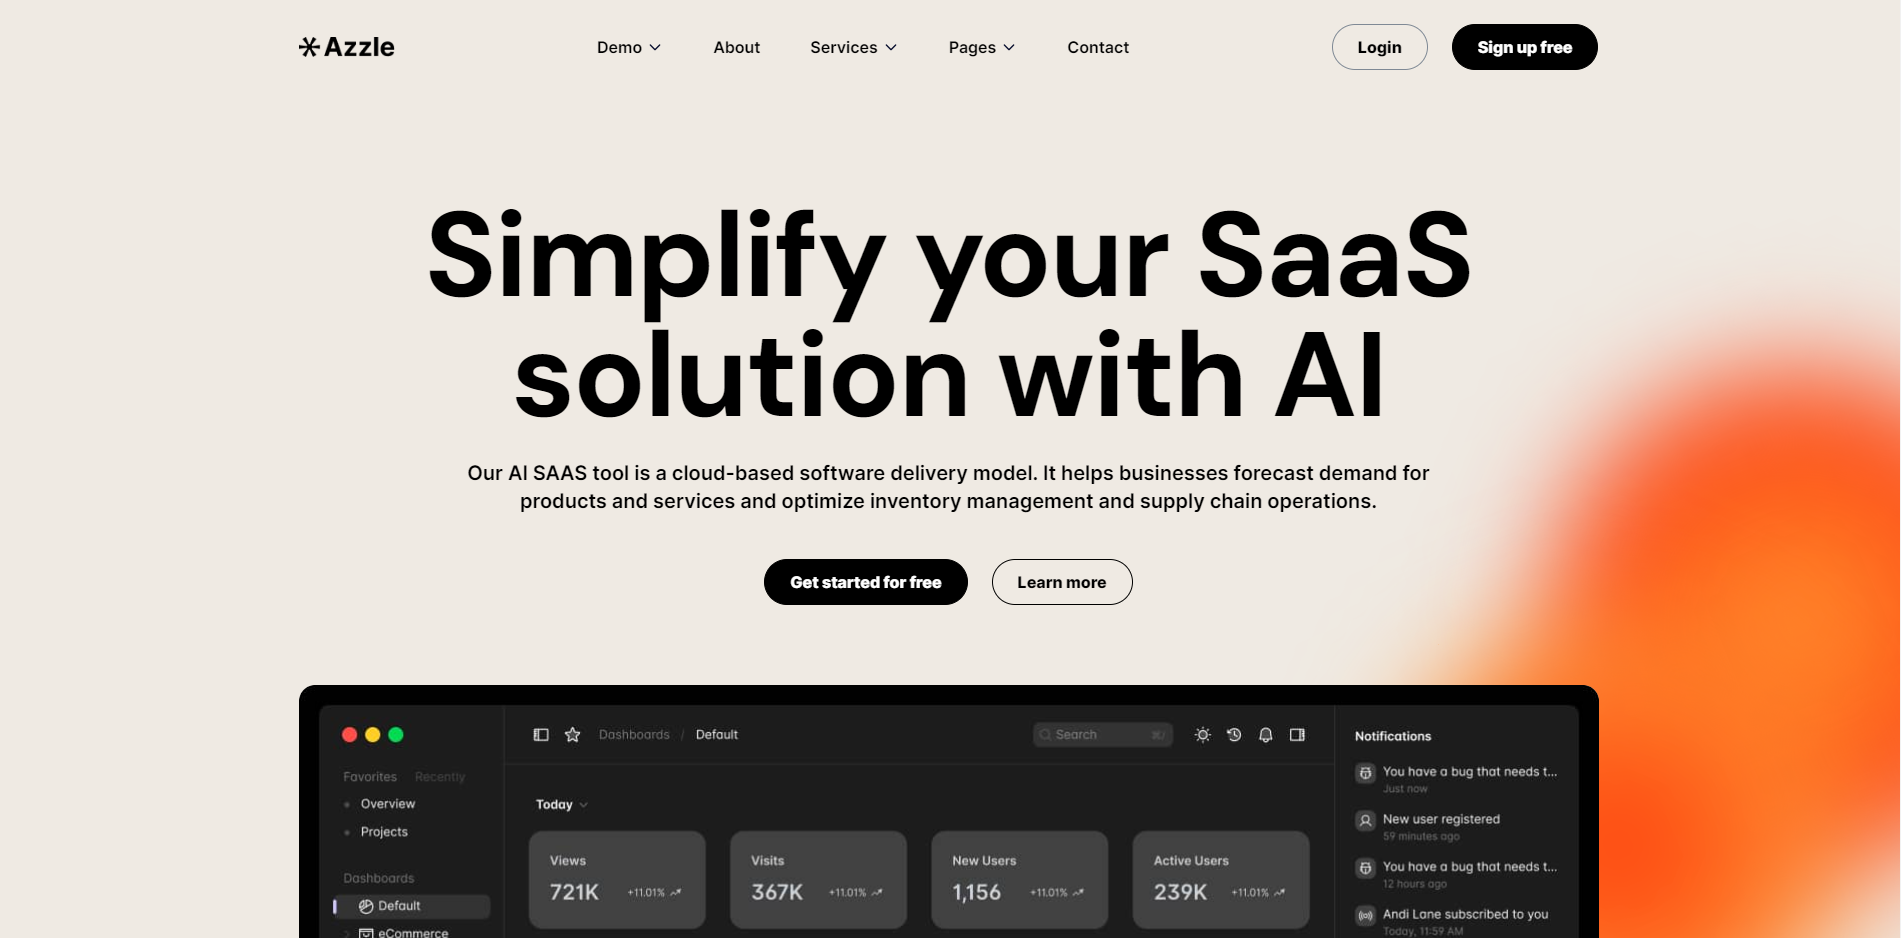 Azzle
Demo
About
Services
Pages
Contact
Login
Sign up free
Simplify your SaaS
solution with AI
Our AI SAAS tool is a cloud-based software delivery model. It helps businesses forecast demand for
products and services and optimize inventory management and supply chain operations.
Get started for free
Learn more
Favorites Recently
Overview
Projects
Dashboards
Default
eCommerce
Dashboards / Default
Search ⌘/
Today
Views
721K +11.01%
Visits
367K +11.01%
New Users
1,156 +11.01%
Active Users
239K +11.01%
Notifications
You have a bug that needs t...
Just now
New user registered
59 minutes ago
You have a bug that needs t...
12 hours ago
Andi Lane subscribed to you
Today, 11:59 AM